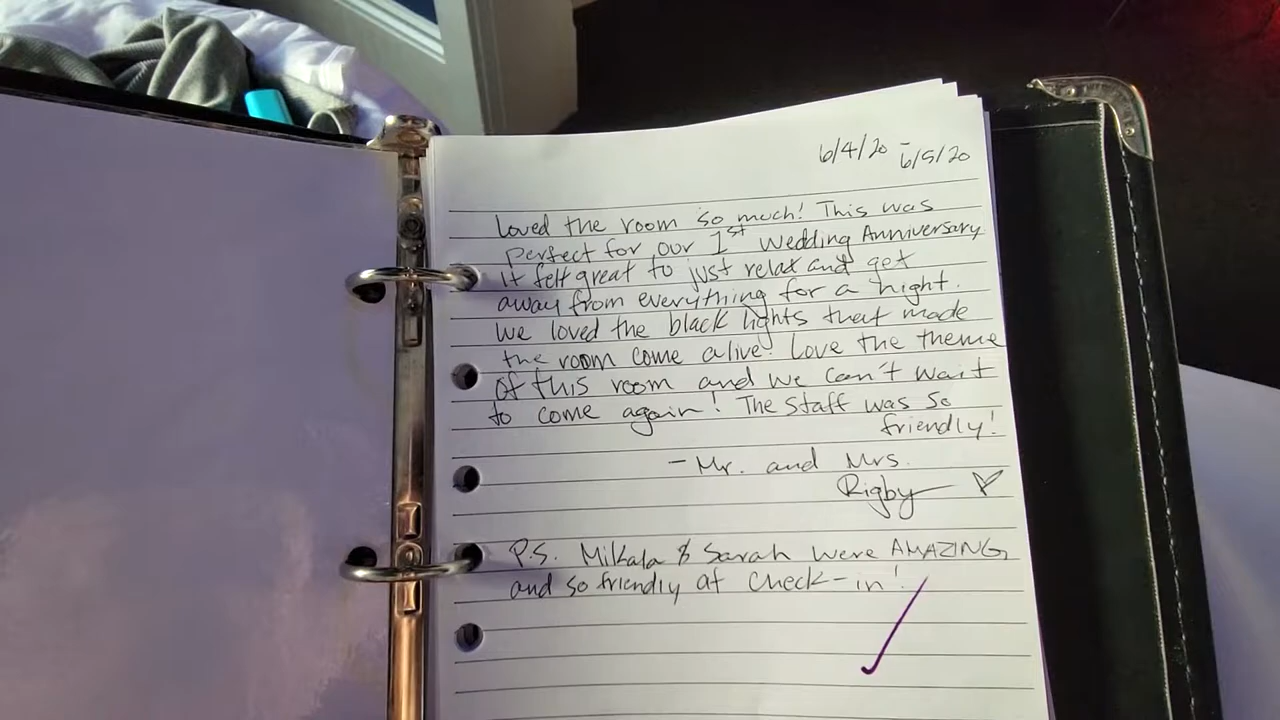 6/4/20 - 6/5/20
Loved the room so much! This was
perfect for our 1st Wedding Anniversary.
It felt great to just relax and get
away from everything for a night.
We loved the black lights that made
the room come alive! Love the theme
of this room and we can't wait
to come again! The staff was so
friendly!
- Mr. and Mrs.
Rigby
P.S. Mikala & Sarah were AMAZING
and so friendly at check-in!